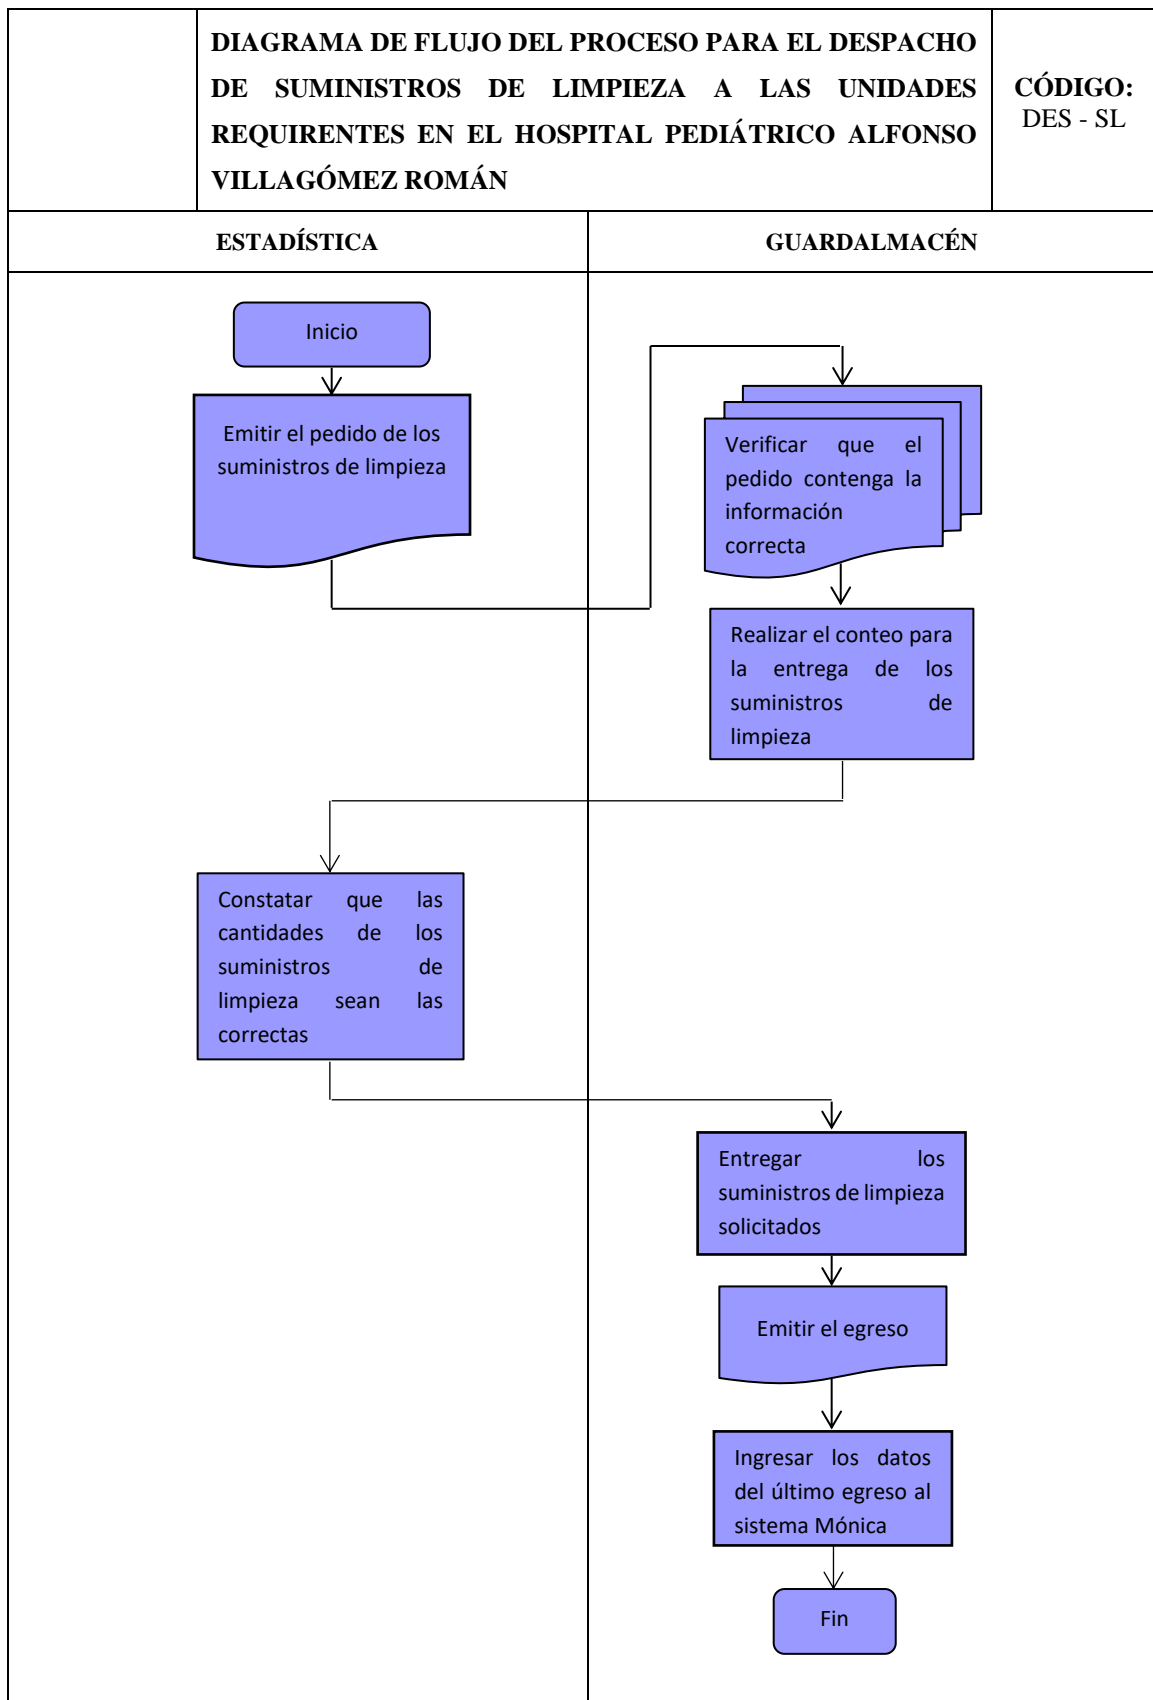 DIAGRAMA DE FLUJO DEL PROCESO PARA EL DESPACHO
DE SUMINISTROS DE LIMPIEZA A LAS UNIDADES
REQUIRENTES EN EL HOSPITAL PEDIÁTRICO ALFONSO
VILLAGÓMEZ ROMÁN
CÓDIGO:
DES - SL
ESTADÍSTICA
GUARDALMACÉN
Inicio
Emitir el pedido de los
suministros de limpieza
Verificar que el
pedido contenga la
información
correcta
Realizar el conteo para
la entrega de los
suministros de
limpieza
Constatar que las
cantidades de los
suministros de
limpieza sean las
correctas
Entregar los
suministros de limpieza
solicitados
Emitir el egreso
Ingresar los datos
del último egreso al
sistema Mónica
Fin